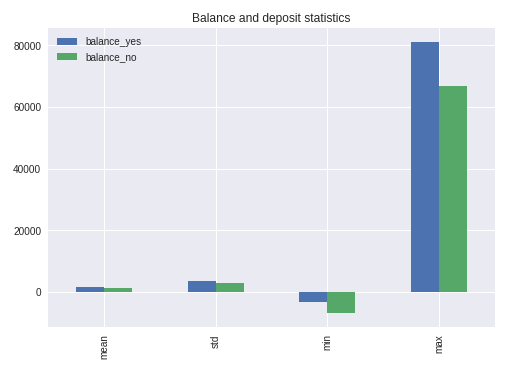 Balance and deposit statistics
balance_yes
balance_no
80000
60000
40000
20000
0
mean
std
min
max